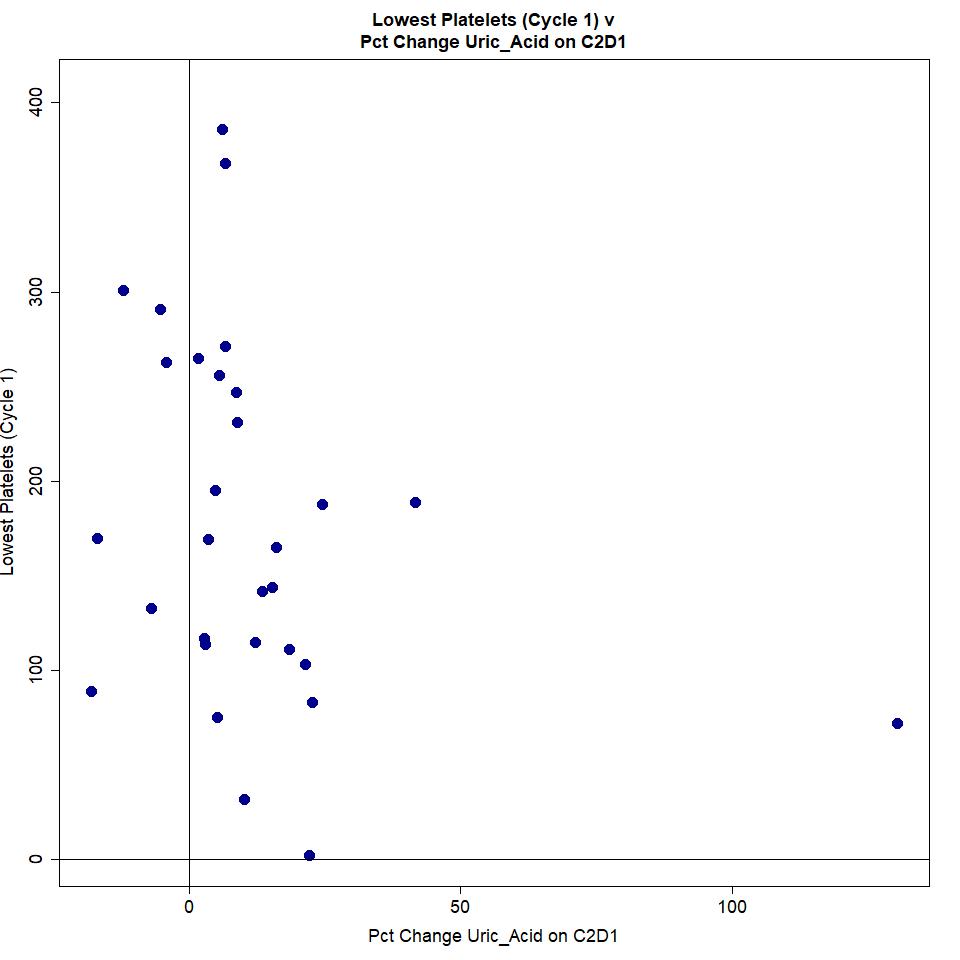 Lowest Platelets (Cycle 1) v
Pct Change Uric_Acid on C2D1
400
300
200
100
0
Lowest Platelets (Cycle 1)
0 50 100
Pct Change Uric_Acid on C2D1